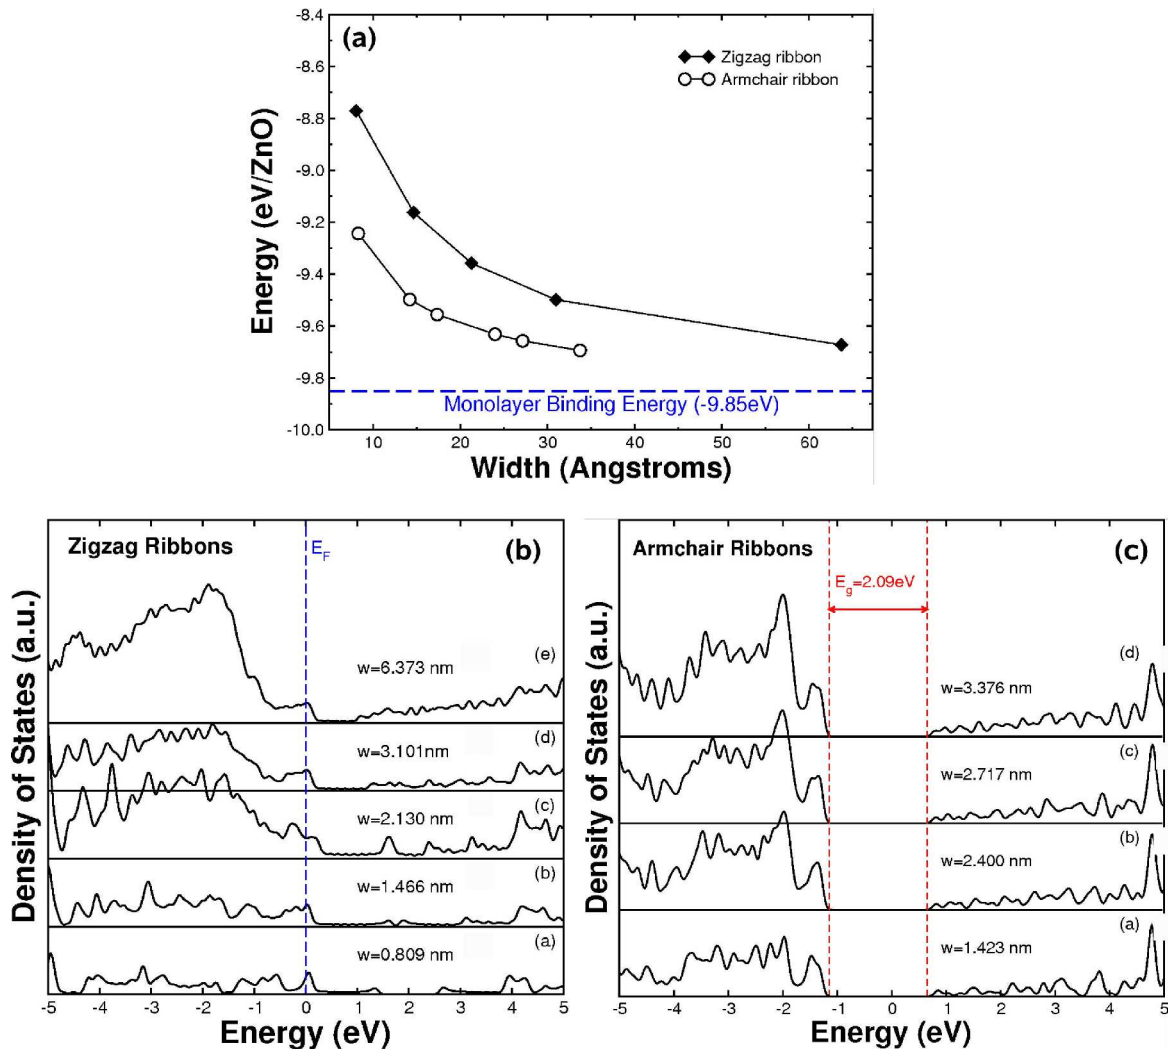 (a)
Zigzag ribbon
Armchair ribbon
Energy (eV/ZnO)
-8.4
-8.6
-8.8
-9.0
-9.2
-9.4
-9.6
-9.8
-10.0
Monolayer Binding Energy (-9.85eV)
10 20 30 40 50 60
Width (Angstroms)
Zigzag Ribbons
E_F
(b)
Density of States (a.u.)
(e)
w=6.373 nm
(d)
w=3.101nm
(c)
w=2.130 nm
(b)
w=1.466 nm
(a)
w=0.809 nm
-5 -4 -3 -2 -1 0 1 2 3 4 5
Energy (eV)
Armchair Ribbons
(c)
E_g=2.09eV
Density of States (a.u.)
(d)
w=3.376 nm
(c)
w=2.717 nm
(b)
w=2.400 nm
(a)
w=1.423 nm
-5 -4 -3 -2 -1 0 1 2 3 4 5
Energy (eV)